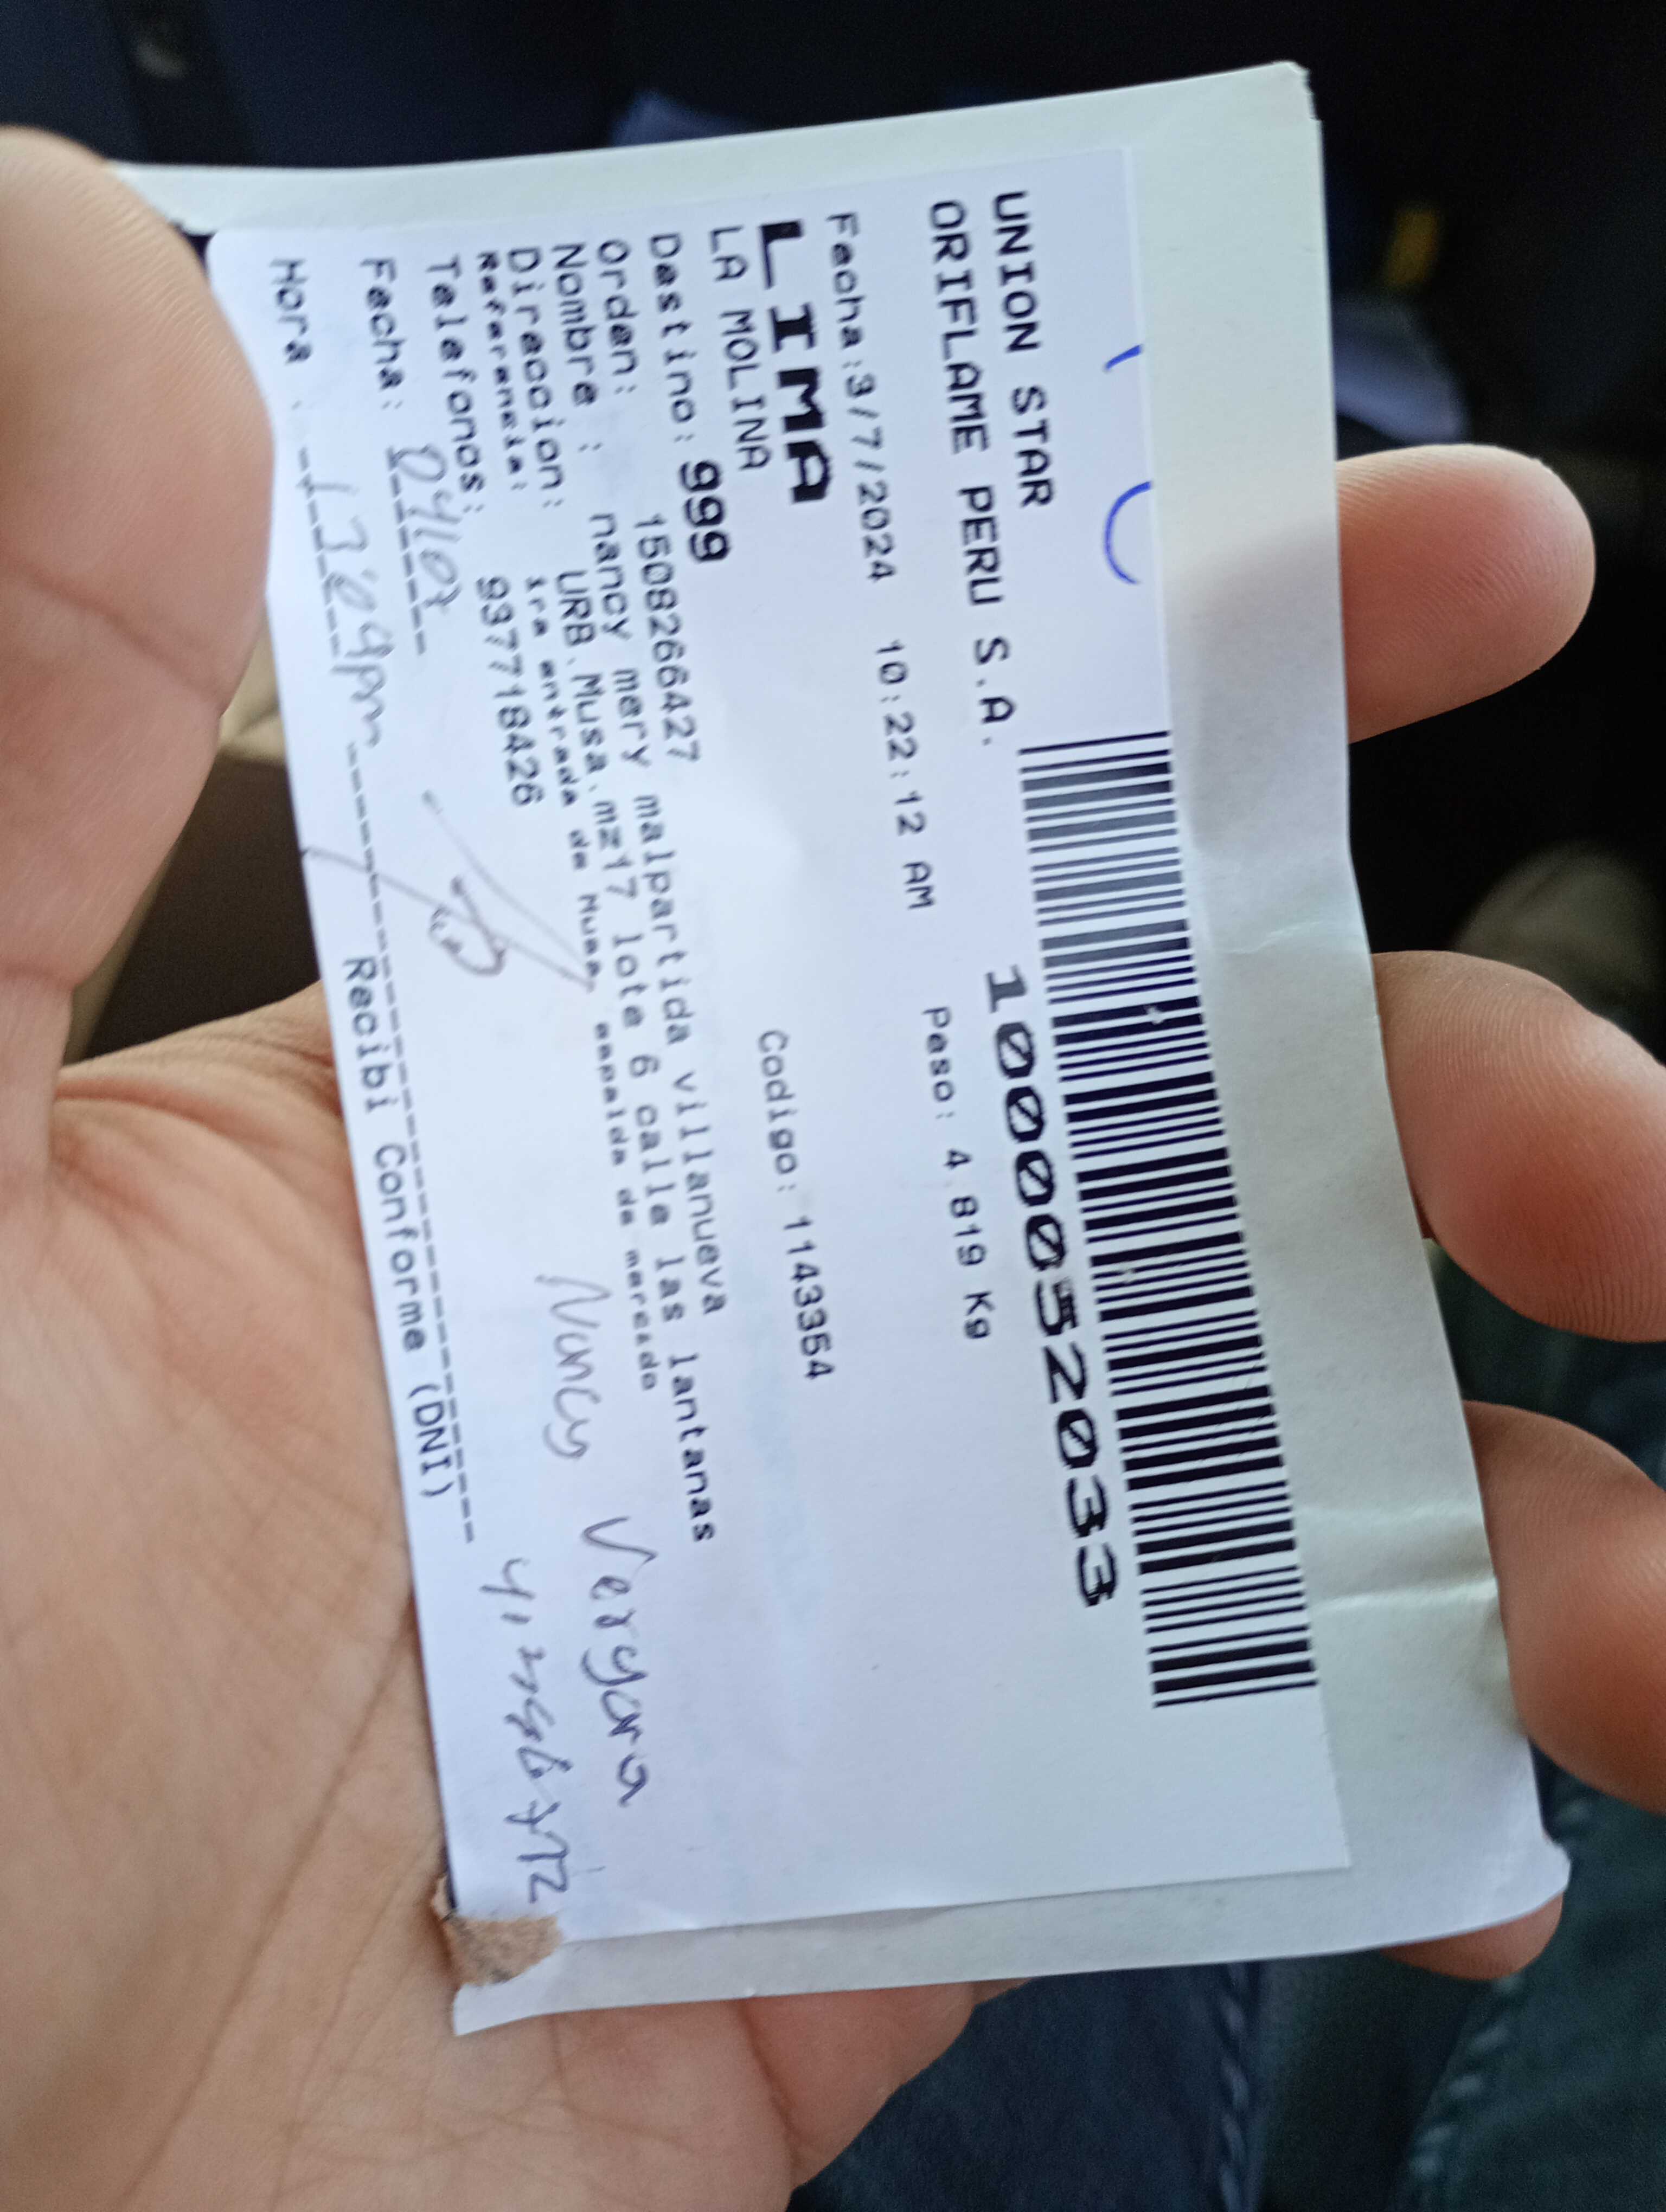 UNION STAR
ORIFLAME PERU S.A.
1000052033
Fecha:3/7/2024 10:22:12 AM Peso: 4.819 Kg
LIMA
LA MOLINA
Codigo: 1143354
Destino: 999
Orden: 1508266427
Nombre : nancy mery malpartida villanueva
Direccion: URB.Musa.mz17 lote 6 calle las lantanas
Referencia: ira entrada de Musa espalda de mercado
Telefonos: 937718426
Nancy Vergara
Fecha: 04/07
Hora :
Recibi Conforme (DNI)